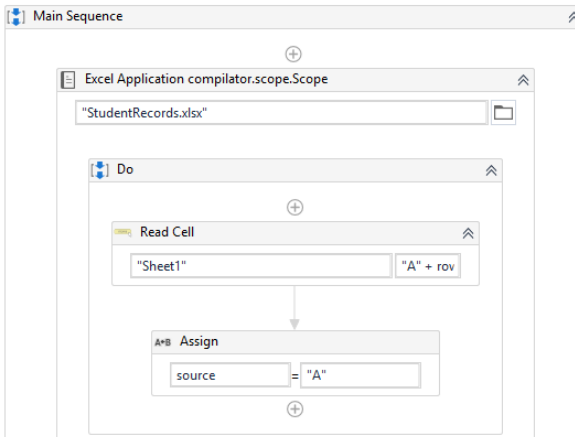 Main Sequence
Excel Application compilator.scope.Scope
"StudentRecords.xlsx"
Do
Read Cell
"Sheet1" "A" + rov
A*B Assign
source = "A"